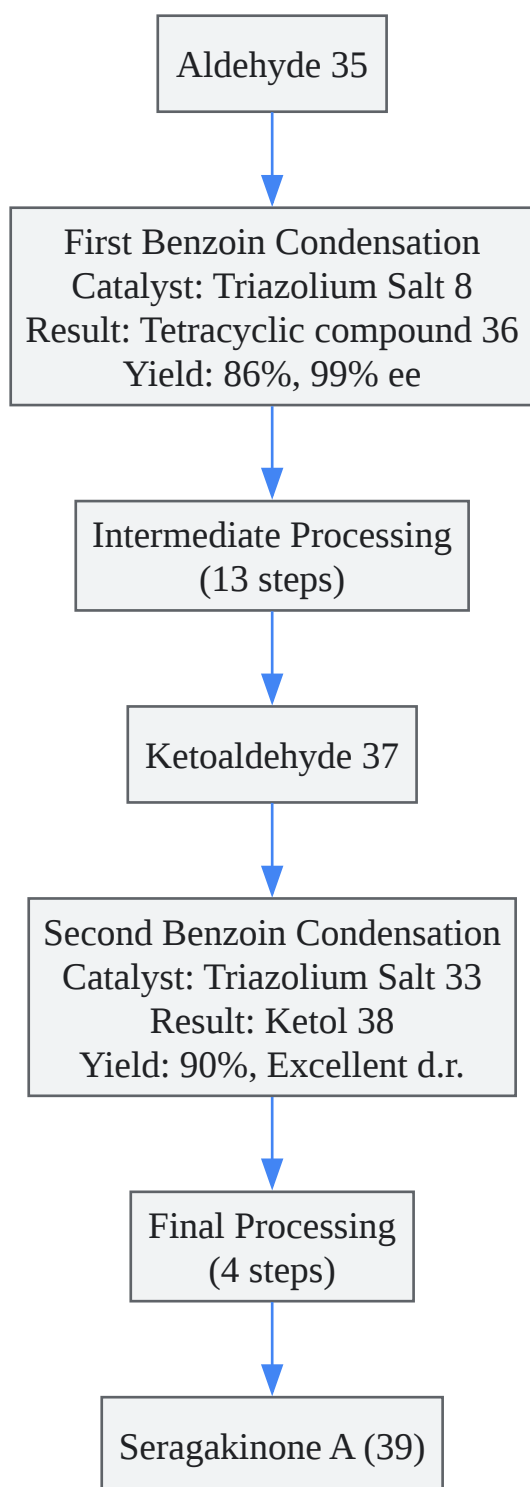 Aldehyde 35
First Benzoin Condensation
Catalyst: Triazolium Salt 8
Result: Tetracyclic compound 36
Yield: 86%, 99% ee
Intermediate Processing
(13 steps)
Ketoaldehyde 37
Second Benzoin Condensation
Catalyst: Triazolium Salt 33
Result: Ketol 38
Yield: 90%, Excellent d.r.
Final Processing
(4 steps)
Seragakinone A (39)